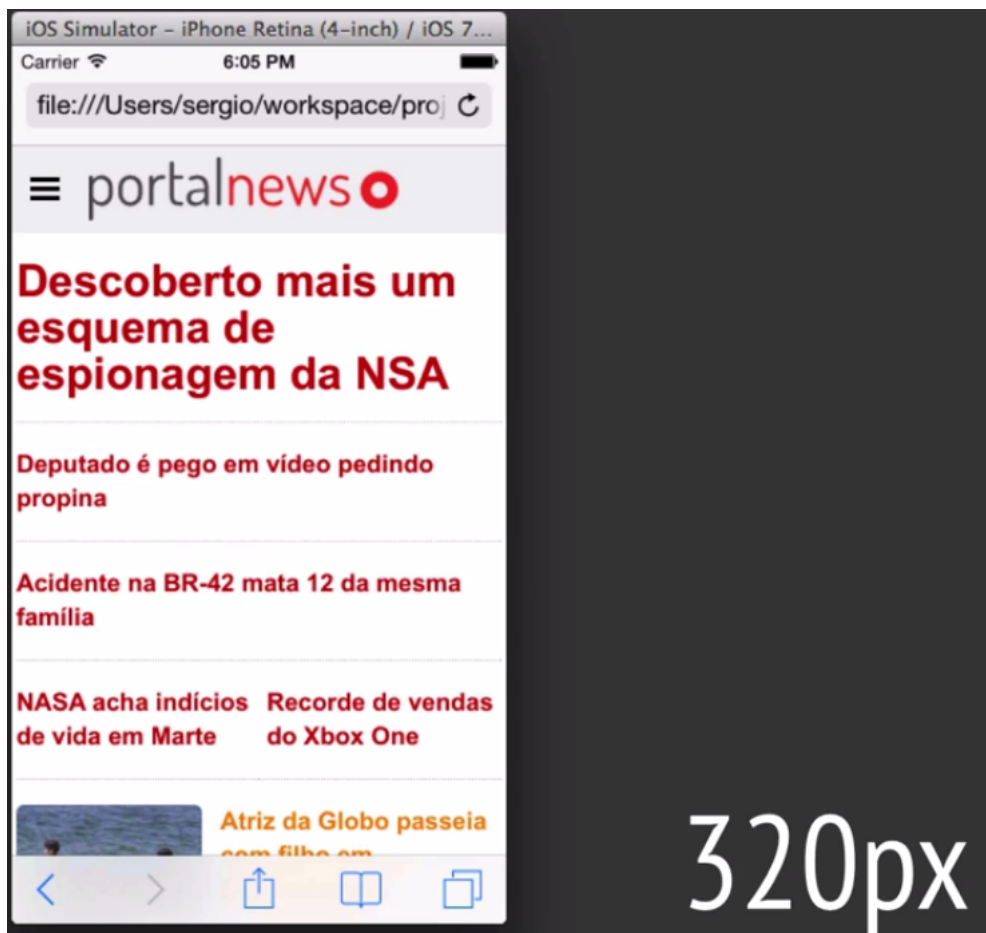 iOS Simulator – iPhone Retina (4-inch) / iOS 7...
Carrier 6:05 PM
file:///Users/sergio/workspace/proj
portalnews
Descoberto mais um
esquema de
espionagem da NSA
Deputado é pego em vídeo pedindo
propina
Acidente na BR-42 mata 12 da mesma
família
NASA acha indícios
de vida em Marte
Recorde de vendas
do Xbox One
Atriz da Globo passeia
com filho em
320px